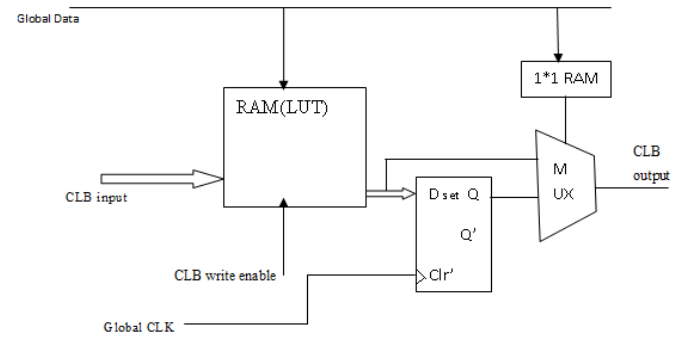 Global Data
1*1 RAM
RAM(LUT)
CLB
output
M
UX
CLB input
D set Q
Q'
CLB write enable
Clr'
Global CLK